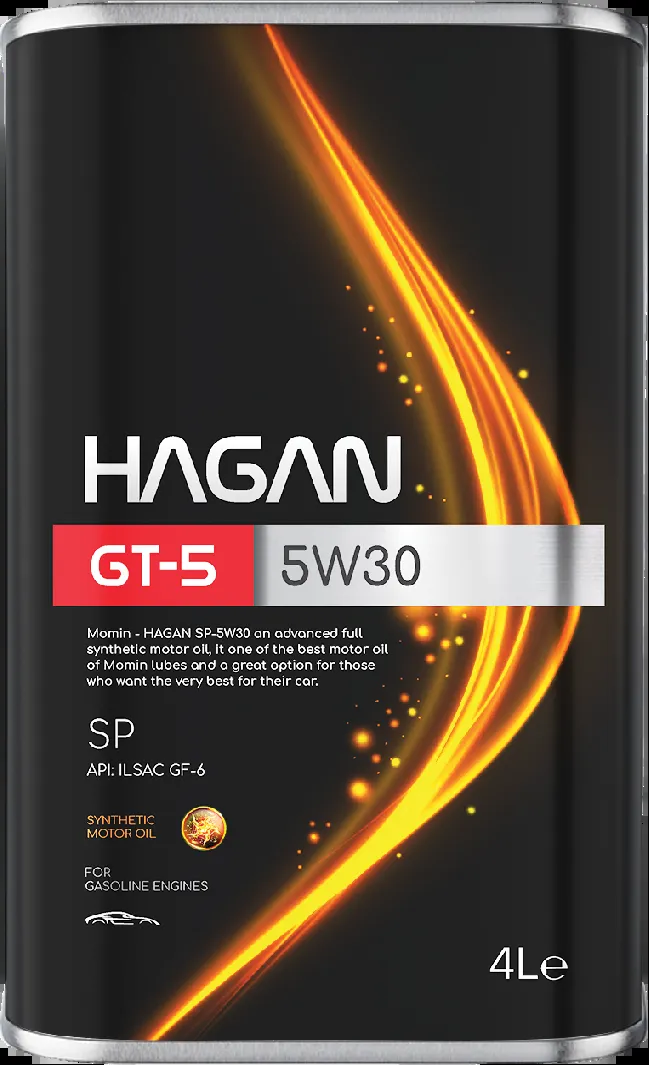 HAGAN
GT-5 5W30
Momin - HAGAN SP-5W30 an advanced full
synthetic motor oil, it one of the best motor oil
of Momin lubes and a great option for those
who want the very best for their car.
SP
API: ILSAC GF-6
SYNTHETIC
MOTOR OIL
FOR
GASOLINE ENGINES
4Le